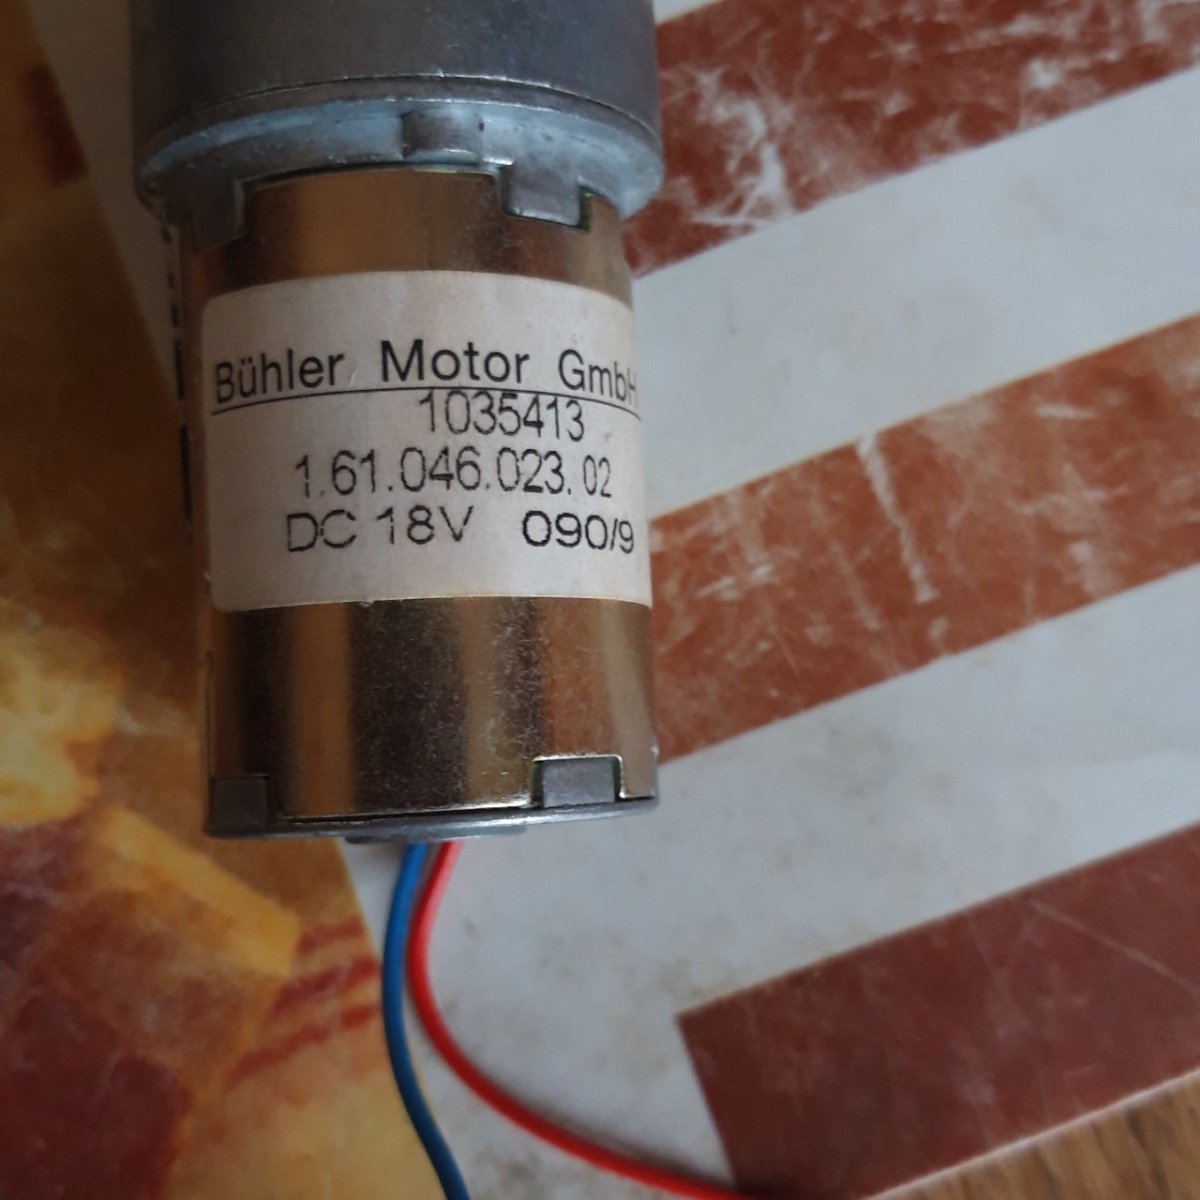 Bühler Motor GmbH
1035413
1.61.046.023.02
DC 18V 090/9